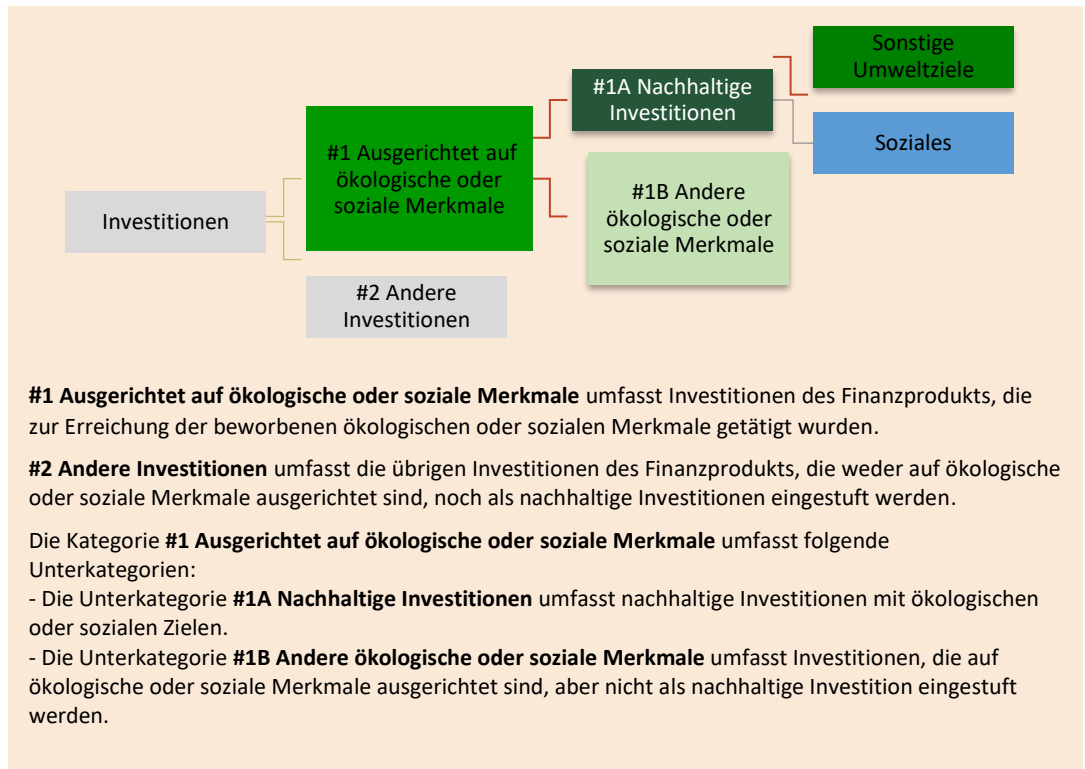 Sonstige
Umweltziele
#1A Nachhaltige
Investitionen
Soziales
#1 Ausgerichtet auf
ökologische oder
soziale Merkmale
#1B Andere
ökologische oder
soziale Merkmale
Investitionen
#2 Andere
Investitionen
#1 Ausgerichtet auf ökologische oder soziale Merkmale umfasst Investitionen des Finanzprodukts, die
zur Erreichung der beworbenen ökologischen oder sozialen Merkmale getätigt wurden.
#2 Andere Investitionen umfasst die übrigen Investitionen des Finanzprodukts, die weder auf ökologische
oder soziale Merkmale ausgerichtet sind, noch als nachhaltige Investitionen eingestuft werden.
Die Kategorie #1 Ausgerichtet auf ökologische oder soziale Merkmale umfasst folgende
Unterkategorien:
- Die Unterkategorie #1A Nachhaltige Investitionen umfasst nachhaltige Investitionen mit ökologischen
oder sozialen Zielen.
- Die Unterkategorie #1B Andere ökologische oder soziale Merkmale umfasst Investitionen, die auf
ökologische oder soziale Merkmale ausgerichtet sind, aber nicht als nachhaltige Investition eingestuft
werden.